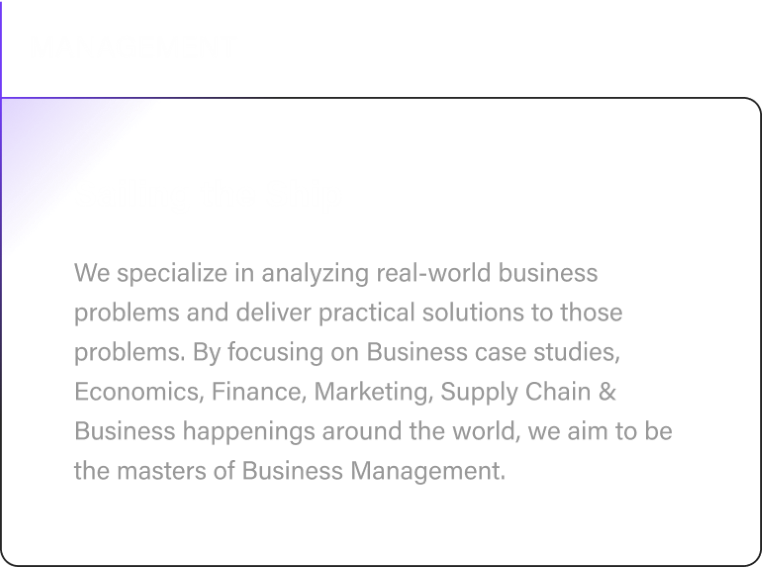 We specialize in analyzing real-world business
problems and deliver practical solutions to those
problems. By focusing on Business case studies,
Economics, Finance, Marketing, Supply Chain &
Business happenings around the world, we aim to be
the masters of Business Management.